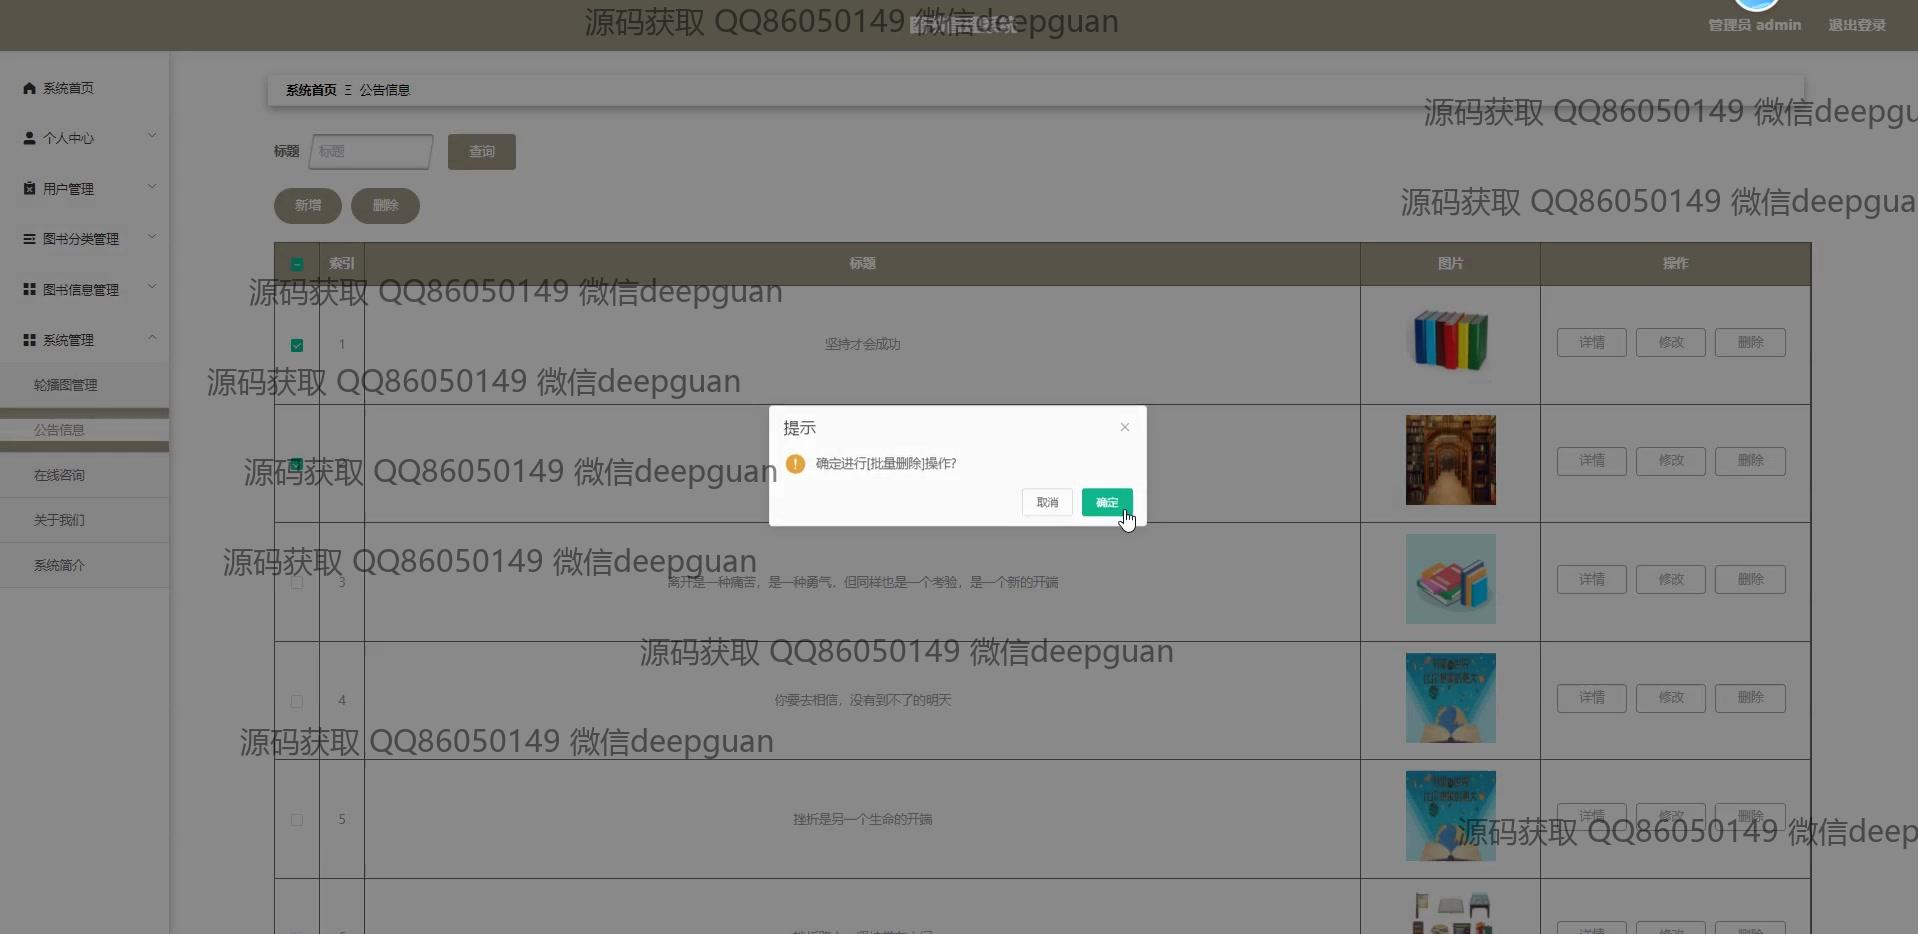 源码获取 QQ86050149 微信deepguan
管理员 admin
退出登录
系统首页
个人中心
用户管理
图书分类管理
图书信息管理
系统管理
轮播图管理
公告信息
在线咨询
关于我们
系统简介
系统首页 Ξ 公告信息
源码获取 QQ86050149 微信deepgu
标题 标题 查询
源码获取 QQ86050149 微信deepgua
新增 删除
索引 标题 图片 操作
源码获取 QQ86050149 微信deepguan
1 坚持才会成功 详情 修改 删除
源码获取 QQ86050149 微信deepguan
提示
确定进行[批量删除]操作?
取消 确定
源码获取 QQ86050149 微信deepguan
详情 修改 删除
源码获取 QQ86050149 微信deepguan
3 离开是一种痛苦，是一种勇气，但同样也是一个考验，是一个新的开端 详情 修改 删除
源码获取 QQ86050149 微信deepguan
4 你要去相信，没有到不了的明天 详情 修改 删除
源码获取 QQ86050149 微信deepguan
5 挫折是另一个生命的开端 详情 修改 删除
源码获取 QQ86050149 微信deep
详情 修改 删除